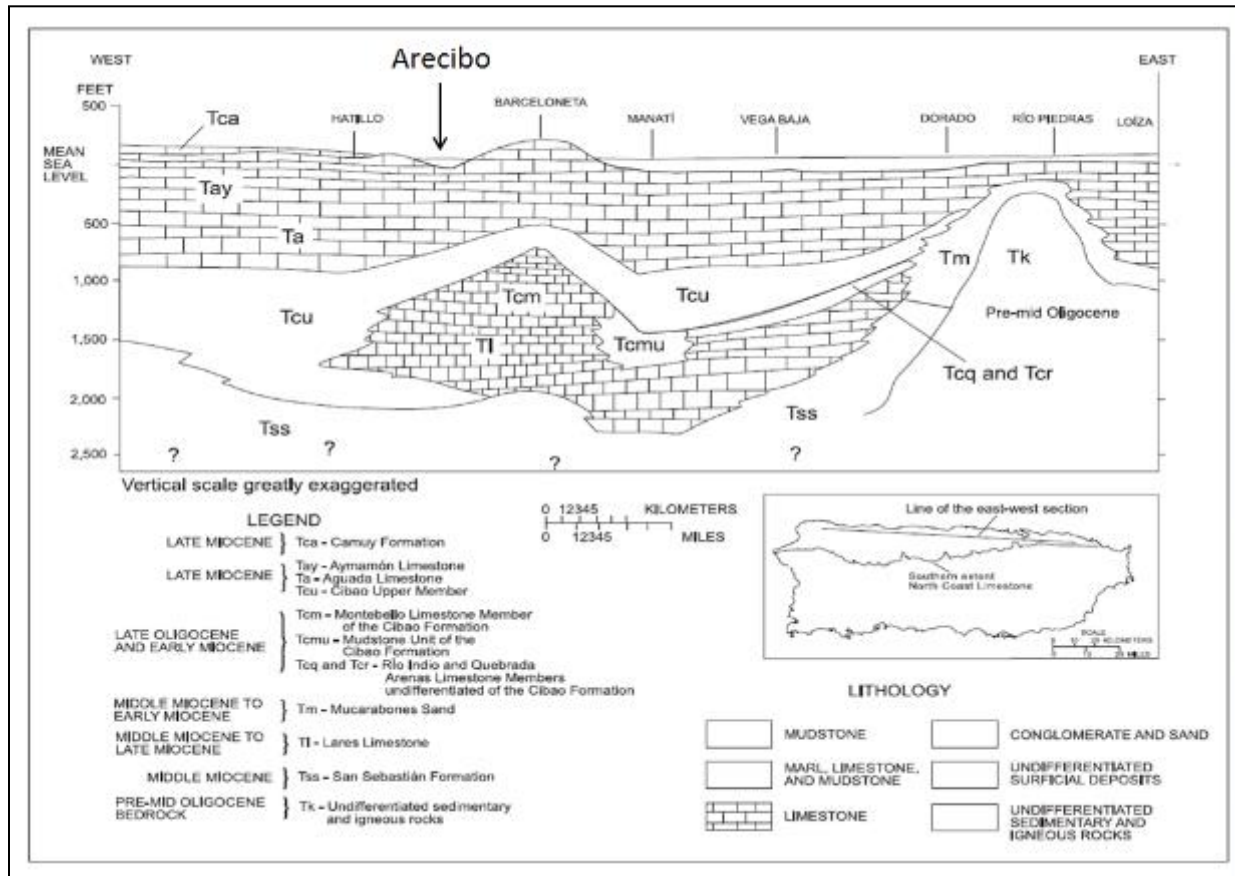 WEST
Arecibo
EAST
FEET
BARCELONETA
500
Tca
HATILLO
MANATÍ
VEGA BAJA
DORADO
RÍO PIEDRAS
LOÍZA
MEAN
SEA
LEVEL
Tay
500
Ta
1,000
Tcu
Tcm
Tcu
Tm
Tk
Pre-mid Oligocene
1,500
Tl
Tcmu
Tcq and Tcr
2,000
Tss
Tss
2,500
?
?
?
?
Vertical scale greatly exaggerated
LEGEND
LATE MIOCENE } Tca - Camuy Formation
LATE MIOCENE } Tay - Aymamón Limestone
Ta - Aguada Limestone
Tcu - Cibao Upper Member
LATE OLIGOCENE
AND EARLY MIOCENE
Tcm - Montebello Limestone Member
of the Cibao Formation
Tcmu - Mudstone Unit of the
Cibao Formation
Tcq and Tcr - Río Indio and Quebrada
Arenas Limestone Members
undifferentiated of the Cibao Formation
MIDDLE MIOCENE TO
EARLY MIOCENE } Tm - Mucarabones Sand
MIDDLE MIOCENE TO
LATE MIOCENE } Tl - Lares Limestone
MIDDLE MIOCENE } Tss - San Sebastián Formation
PRE-MID OLIGOCENE
BEDROCK } Tk - Undifferentiated sedimentary
and igneous rocks
0 12345 KILOMETERS
0 12345 MILES
Line of the east-west section
Southern extent
North Coast Limestone
SCALE
KILOMETERS
MILES
LITHOLOGY
MUDSTONE
MARL, LIMESTONE,
AND MUDSTONE
LIMESTONE
CONGLOMERATE AND SAND
UNDIFFERENTIATED
SURFICIAL DEPOSITS
UNDIFFERENTIATED
SEDIMENTARY AND
IGNEOUS ROCKS